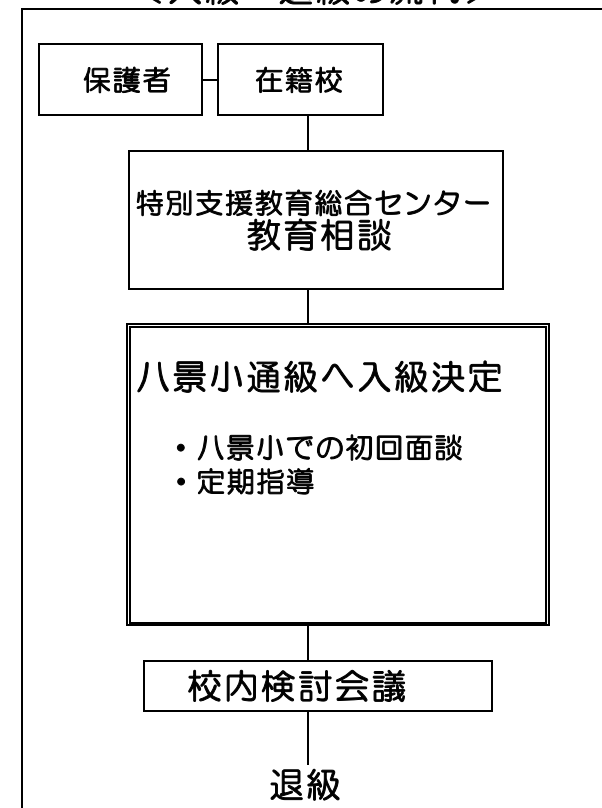 保護者
在籍校
特別支援教育総合センター
教育相談
八景小通級へ入級決定
・八景小での初回面談
・定期指導
校内検討会議
退級